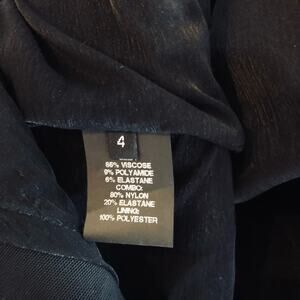 4
85% VISCOSE
9% POLYAMIDE
6% ELASTANE
COMBO:
80% NYLON
20% ELASTANE
LINING:
100% POLYESTER